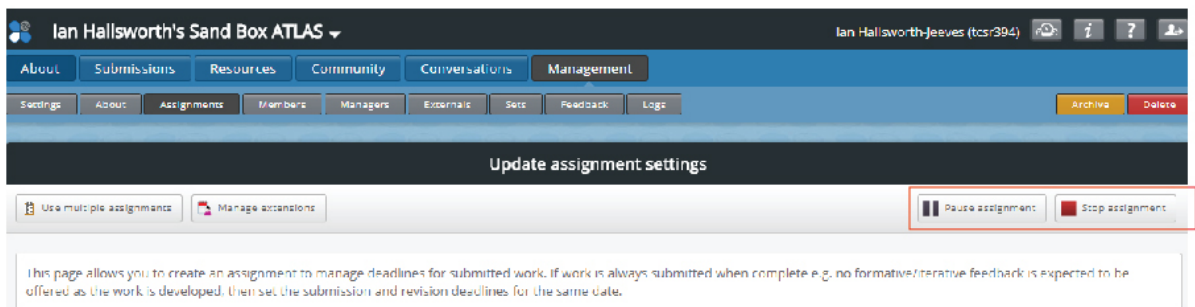 Ian Hallsworth's Sand Box ATLAS
Ian Hallsworth-Jeeves (tcsr394) i ?
About Submissions Resources Community Conversations Management
Settings About Assignments Members Managers Externals Sets Feedback Logs Archive Delete
Update assignment settings
Use multiple assignments Manage extensions Pause assignment Stop assignment
This page allows you to create an assignment to manage deadlines for submitted work. If work is always submitted when complete e.g. no formative/iterative feedback is expected to be
offered as the work is developed, then set the submission and revision deadlines for the same date.